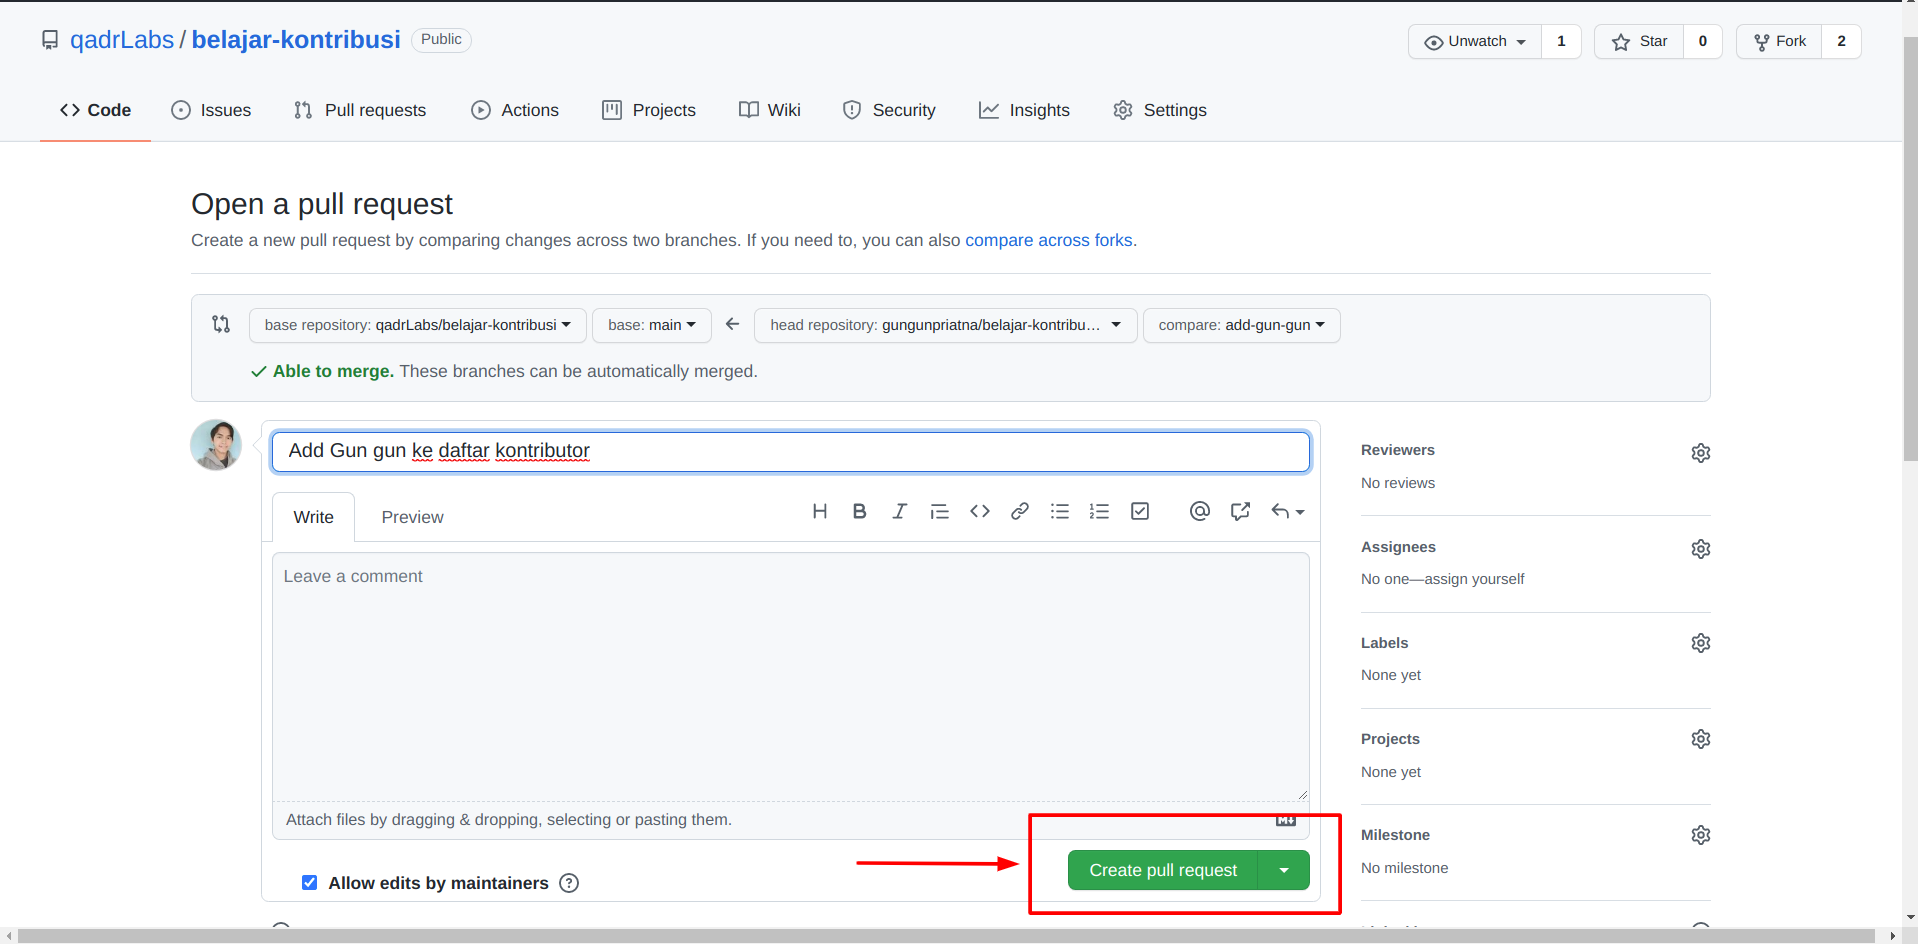 qadrLabs / belajar-kontribusi Public
Unwatch 1 Star 0 Fork 2
Code Issues Pull requests Actions Projects Wiki Security Insights Settings
Open a pull request
Create a new pull request by comparing changes across two branches. If you need to, you can also compare across forks.
base repository: qadrLabs/belajar-kontribusi base: main head repository: gungunpriatna/belajar-kontribu... compare: add-gun-gun
Able to merge. These branches can be automatically merged.
Add Gun gun ke daftar kontributor
Write Preview
Leave a comment
Attach files by dragging & dropping, selecting or pasting them.
Allow edits by maintainers
Create pull request
Reviewers
No reviews
Assignees
No one—assign yourself
Labels
None yet
Projects
None yet
Milestone
No milestone